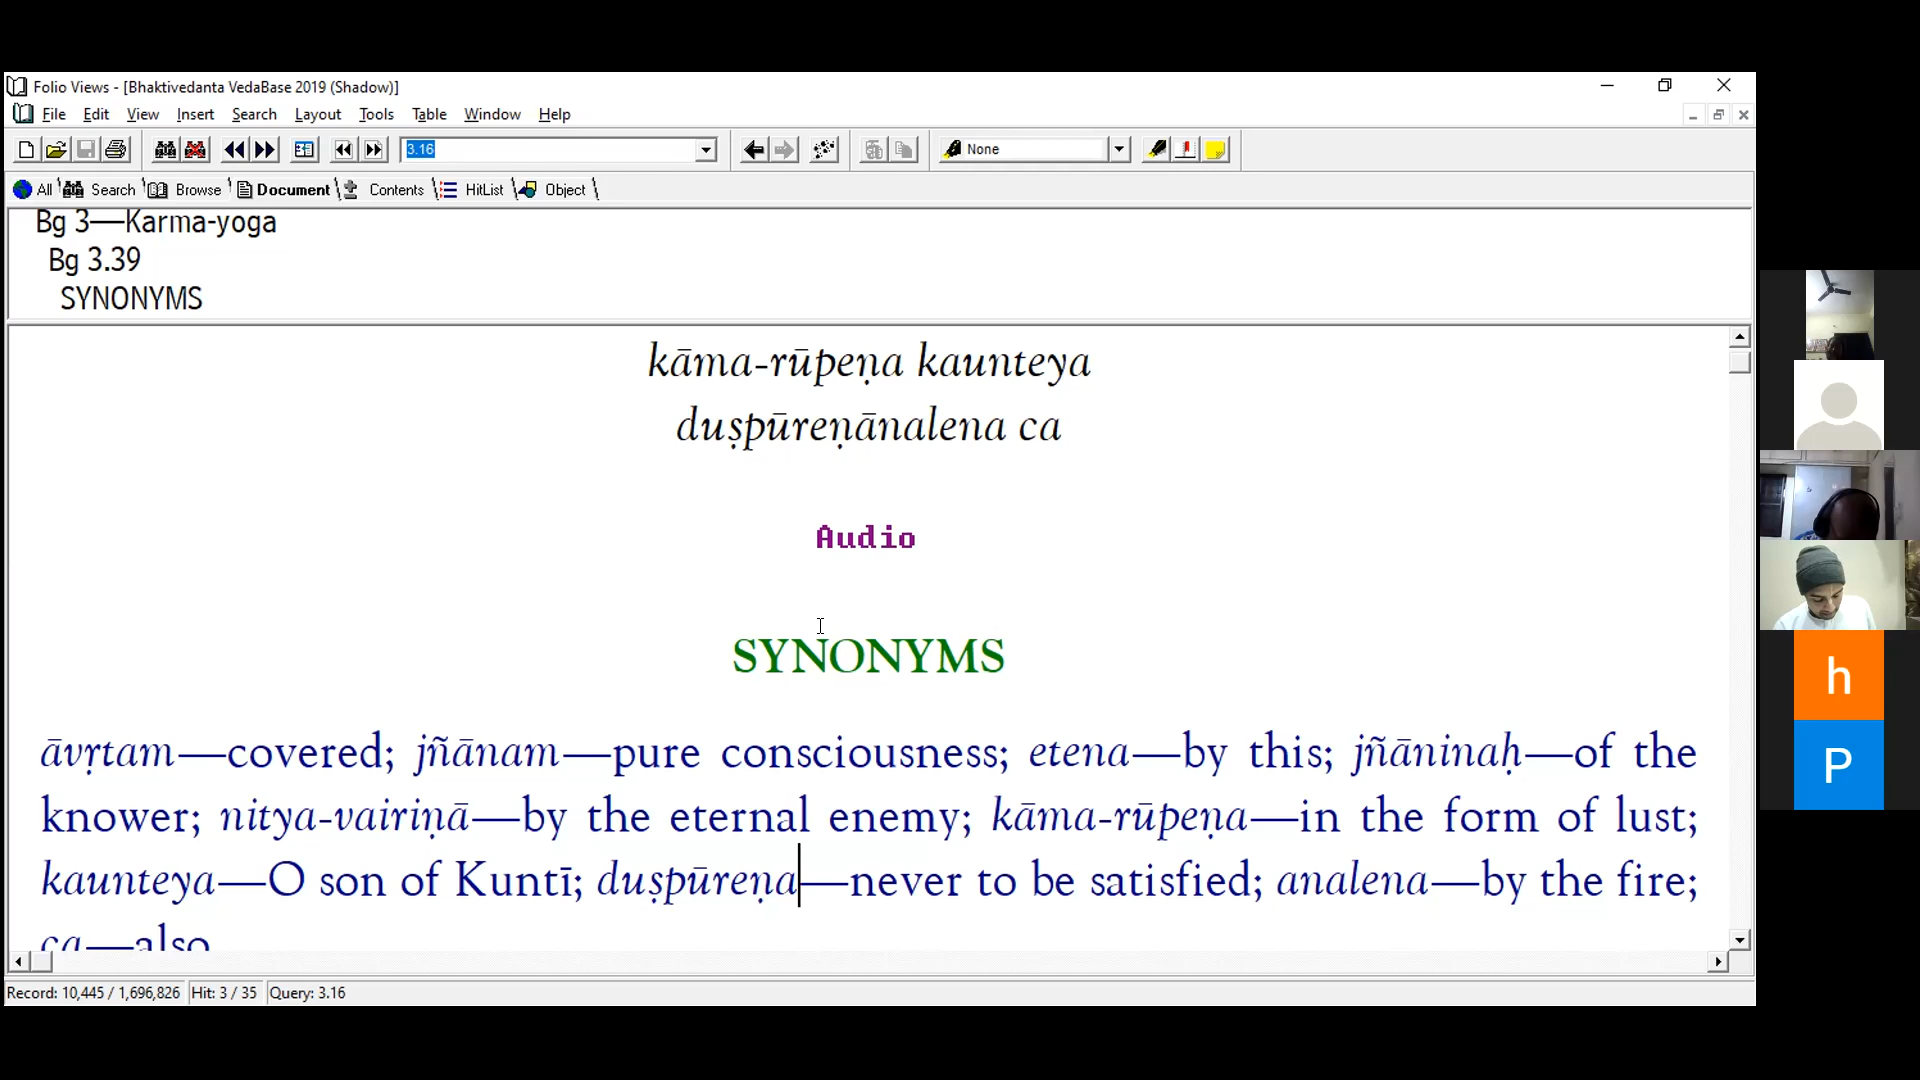 Folio Views - [Bhaktivedanta VedaBase 2019 (Shadow)]
File Edit View Insert Search Layout Tools Table Window Help
3.16 None
All Search Browse Document Contents HitList Object
Bg 3—Karma-yoga
Bg 3.39
SYNONYMS
kāma-rūpeṇa kaunteya
duṣpūreṇānalena ca
Audio
SYNONYMS
āvṛtam—covered; jñānam—pure consciousness; etena—by this; jñāninaḥ—of the
knower; nitya-vairiṇā—by the eternal enemy; kāma-rūpeṇa—in the form of lust;
kaunteya—O son of Kuntī; duṣpūreṇa—never to be satisfied; analena—by the fire;
ca—also
Record: 10,445 / 1,696,826 Hit: 3 / 35 Query: 3.16
h
P